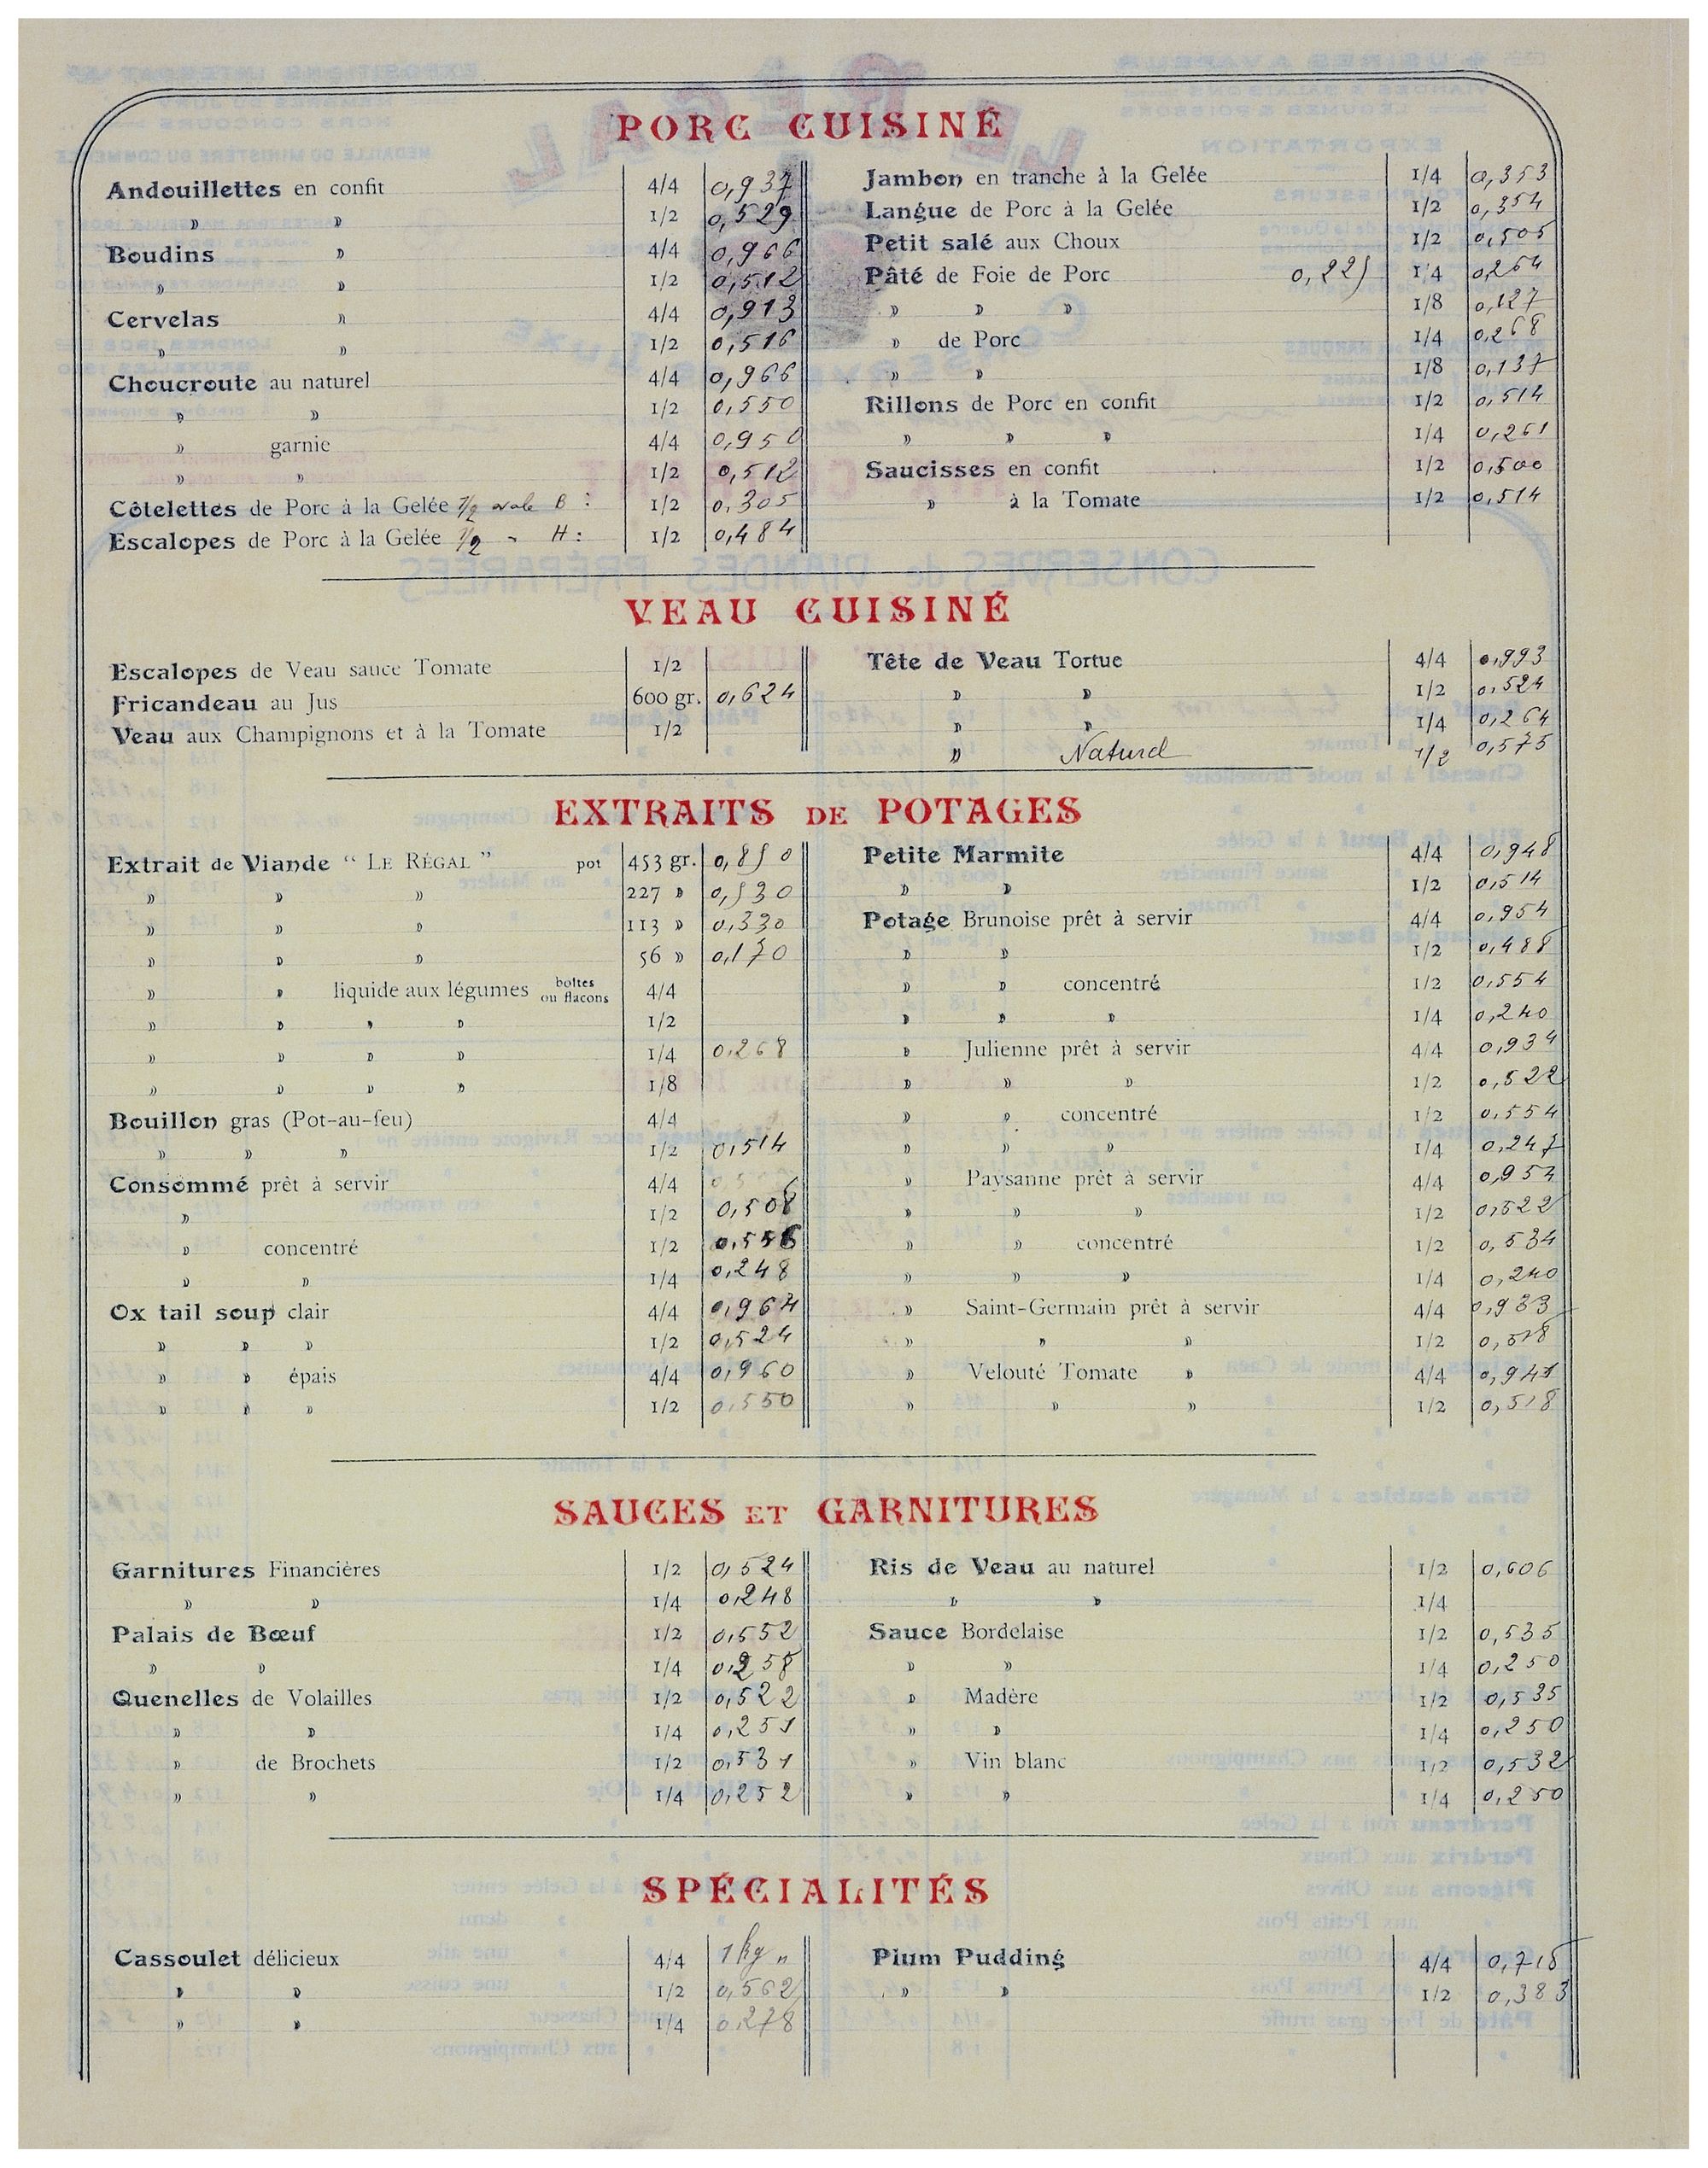 PORC CUISINÉ
Andouillettes en confit 4/4 0,937
» » 1/2 0,529
Boudins » 4/4 0,966
» » 1/2 0,512
Cervelas » 4/4 0,913
» » 1/2 0,516
Choucroute au naturel 4/4 0,966
» » 1/2 0,550
» garnie 4/4 0,950
» » 1/2 0,512
Côtelettes de Porc à la Gelée 1/2 ovale B : 1/2 0,305
Escalopes de Porc à la Gelée 1/2 - H : 1/2 0,484
Jambon en tranche à la Gelée 1/4 0,353
Langue de Porc à la Gelée 1/2 0,354
Petit salé aux Choux 1/2 0,505
Pâté de Foie de Porc 0,225 1/4 0,264
» » » 1/8 0,127
» de Porc 1/4 0,268
» » 1/8 0,137
Rillons de Porc en confit 1/2 0,514
» » » 1/4 0,261
Saucisses en confit 1/2 0,500
» à la Tomate 1/2 0,514
VEAU CUISINÉ
Escalopes de Veau sauce Tomate 1/2
Fricandeau au Jus 600 gr. 0,624
Veau aux Champignons et à la Tomate 1/2
Tête de Veau Tortue 4/4 0,993
» » 1/2 0,524
» » 1/4 0,264
» Naturel 1/2 0,575
EXTRAITS DE POTAGES
Extrait de Viande “ LE RÉGAL ” pot 453 gr. 0,850
» » » 227 » 0,530
» » » 113 » 0,330
» » » 56 » 0,170
» » liquide aux légumes boîtes ou flacons 4/4
» » » » 1/2
» » » » 1/4 0,268
» » » » 1/8
Bouillon gras (Pot-au-feu) 4/4
» » » 1/2 0,514
Consommé prêt à servir 4/4
» 1/2 0,508
» concentré 1/2 0,556
» » 1/4 0,248
Ox tail soup clair 4/4 0,964
» » » 1/2 0,524
» » épais 4/4 0,960
» » » 1/2 0,550
Petite Marmite 4/4 0,948
» » 1/2 0,514
Potage Brunoise prêt à servir 4/4 0,954
» » 1/2 0,488
» » concentré 1/2 0,554
» » » 1/4 0,240
» Julienne prêt à servir 4/4 0,934
» » » 1/2 0,522
» » concentré 1/2 0,554
» » » 1/4 0,247
» Paysanne prêt à servir 4/4 0,954
» » » 1/2 0,522
» » concentré 1/2 0,534
» » » 1/4 0,240
» Saint-Germain prêt à servir 4/4 0,933
» » » 1/2 0,518
» Velouté Tomate » 4/4 0,941
» » » 1/2 0,518
SAUCES ET GARNITURES
Garnitures Financières 1/2 0,524
» » 1/4 0,248
Palais de Bœuf 1/2 0,552
» » 1/4 0,258
Quenelles de Volailles 1/2 0,522
» » 1/4 0,251
» de Brochets 1/2 0,531
» » 1/4 0,252
Ris de Veau au naturel 1/2 0,606
» » 1/4
Sauce Bordelaise 1/2 0,535
» » 1/4 0,250
» Madère 1/2 0,535
» » 1/4 0,250
» Vin blanc 1/2 0,532
» » 1/4 0,250
SPÉCIALITÉS
Cassoulet délicieux 4/4 1 kg »
» » 1/2 0,562
» » 1/4 0,278
Plum Pudding 4/4 0,715
» » 1/2 0,383